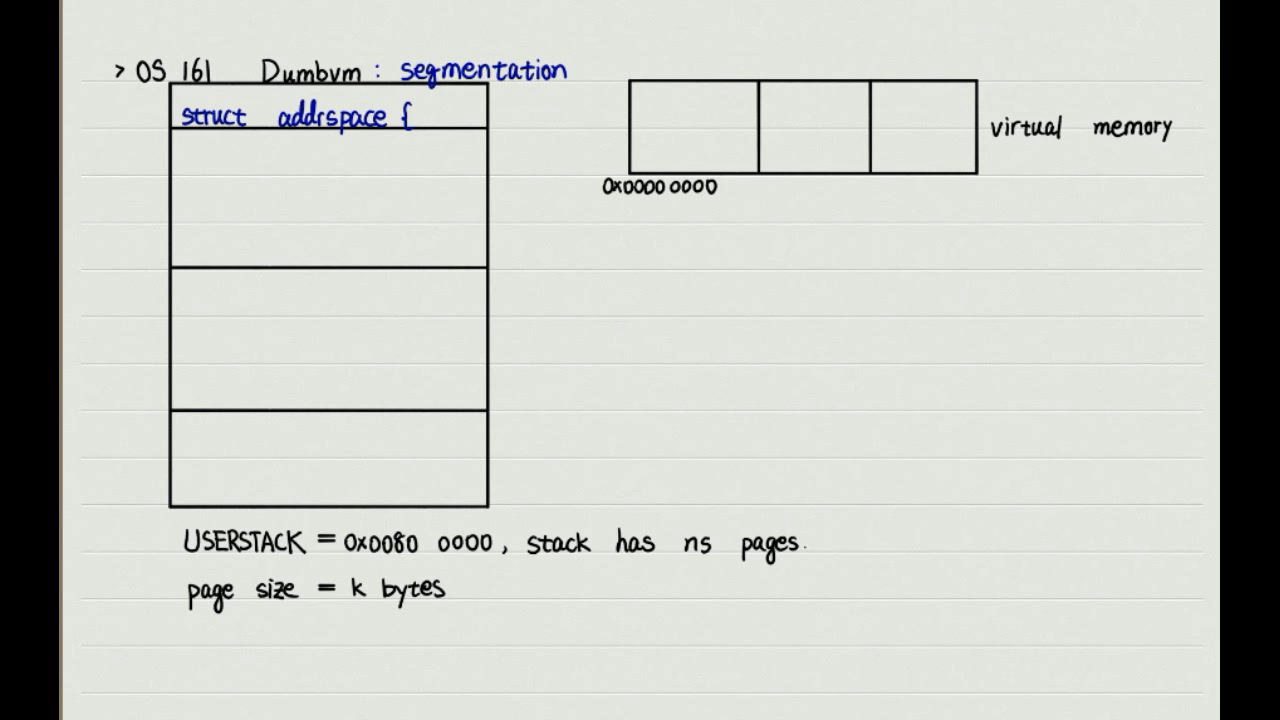 > OS 161 Dumbvm : segmentation
struct addrspace {
virtual memory
0x0000 0000
USERSTACK = 0x0080 0000, stack has ns pages.
page size = k bytes